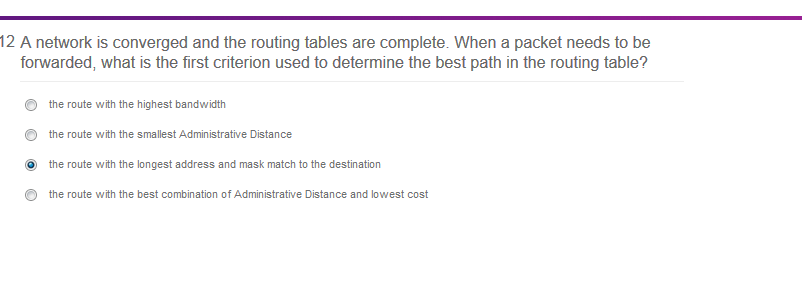 12 A network is converged and the routing tables are complete. When a packet needs to be
forwarded, what is the first criterion used to determine the best path in the routing table?
the route with the highest bandwidth
the route with the smallest Administrative Distance
the route with the longest address and mask match to the destination
the route with the best combination of Administrative Distance and lowest cost